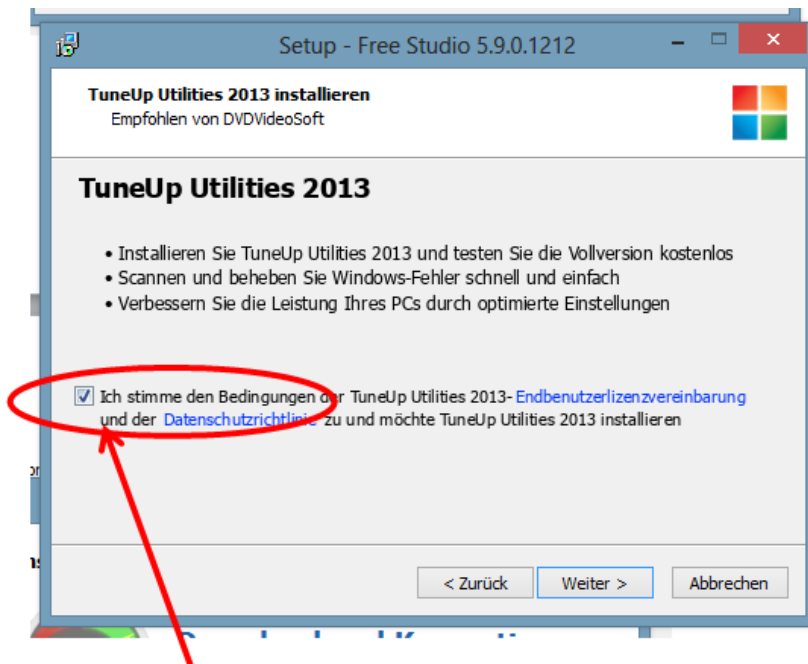 Setup - Free Studio 5.9.0.1212
TuneUp Utilities 2013 installieren
Empfohlen von DVDVideoSoft
TuneUp Utilities 2013
• Installieren Sie TuneUp Utilities 2013 und testen Sie die Vollversion kostenlos
• Scannen und beheben Sie Windows-Fehler schnell und einfach
• Verbessern Sie die Leistung Ihres PCs durch optimierte Einstellungen
Ich stimme den Bedingungen der TuneUp Utilities 2013- Endbenutzerlizenzvereinbarung
und der Datenschutzrichtlinie zu und möchte TuneUp Utilities 2013 installieren
< Zurück Weiter > Abbrechen